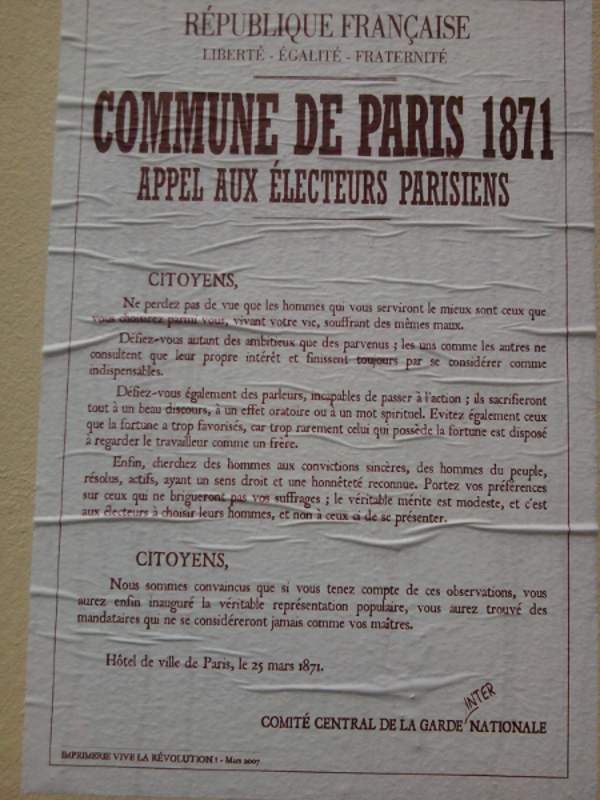 RÉPUBLIQUE FRANÇAISE
LIBERTÉ - ÉGALITÉ - FRATERNITÉ
COMMUNE DE PARIS 1871
APPEL AUX ÉLECTEURS PARISIENS
CITOYENS,
Ne perdez pas de vue que les hommes qui vous serviront le mieux sont ceux que
vous choisirez parmi vous, vivant votre vie, souffrant des mêmes maux.
Défiez-vous autant des ambitieux que des parvenus ; les uns comme les autres ne
consultent que leur propre intérêt et finissent toujours par se considérer comme
indispensables.
Défiez-vous également des parleurs, incapables de passer à l'action ; ils sacrifieront
tout à un beau discours, à un effet oratoire ou à un mot spirituel. Evitez également ceux
que la fortune a trop favorisés, car trop rarement celui qui possède la fortune est disposé
à regarder le travailleur comme un frère.
Enfin, cherchez des hommes aux convictions sincères, des hommes du peuple,
résolus, actifs, ayant un sens droit et une honnêteté reconnue. Portez vos préférences
sur ceux qui ne brigueront pas vos suffrages ; le véritable mérite est modeste, et c'est
aux électeurs à choisir leurs hommes, et non à ceux ci de se présenter.
CITOYENS,
Nous sommes convaincus que si vous tenez compte de ces observations, vous
aurez enfin inauguré la véritable représentation populaire, vous aurez trouvé des
mandataires qui ne se considéreront jamais comme vos maîtres.
Hôtel de ville de Paris, le 25 mars 1871.
INTER
COMITÉ CENTRAL DE LA GARDE NATIONALE
IMPRIMERIE VIVE LA RÉVOLUTION ! - Mars 2007